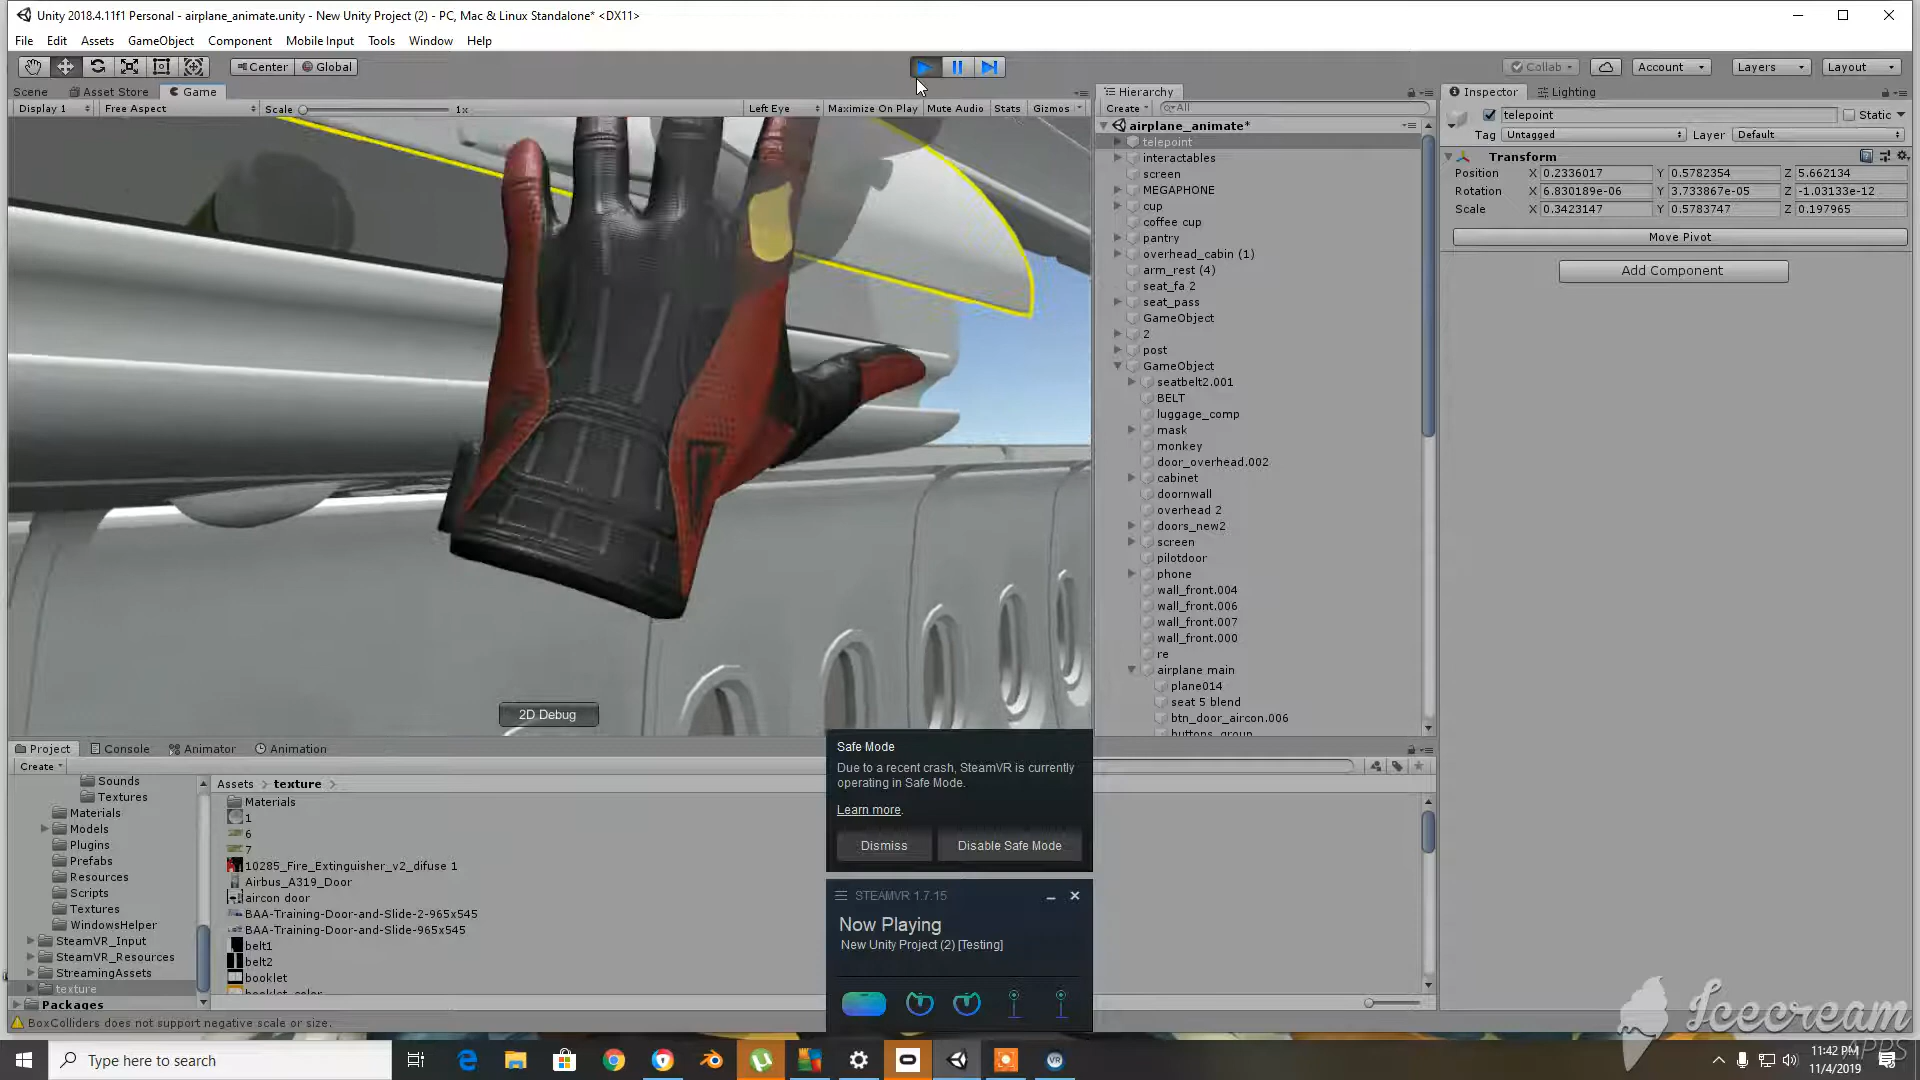 Unity 2018.4.11f1 Personal - airplane_animate.unity - New Unity Project (2) - PC, Mac & Linux Standalone* <DX11>
File Edit Assets GameObject Component Mobile Input Tools Window Help
Center Global Collab Account Layers Layout
Scene Asset Store Game
Display 1 Free Aspect Scale 1x Left Eye Maximize On Play Mute Audio Stats Gizmos
2D Debug
Hierarchy
Create All
airplane_animate*
telepoint
interactables
screen
MEGAPHONE
cup
coffee cup
pantry
overhead_cabin (1)
arm_rest (4)
seat_fa 2
seat_pass
GameObject
2
post
GameObject
seatbelt2.001
BELT
luggage_comp
mask
monkey
door_overhead.002
cabinet
doornwall
overhead 2
doors_new2
screen
pilotdoor
phone
wall_front.004
wall_front.006
wall_front.007
wall_front.000
re
airplane main
plane014
seat 5 blend
btn_door_aircon.006
buttons_group
Inspector Lighting
telepoint Static
Tag Untagged Layer Default
Transform
Position X 0.2336017 Y 0.5782354 Z 5.662134
Rotation X 6.830189e-06 Y 3.733867e-05 Z -1.03133e-12
Scale X 0.3423147 Y 0.5783747 Z 0.197965
Move Pivot
Add Component
Project Console Animator Animation
Create
Sounds
Textures
Materials
Models
Plugins
Prefabs
Resources
Scripts
Textures
WindowsHelper
SteamVR_Input
SteamVR_Resources
StreamingAssets
texture
Packages
Assets texture
Materials
1
6
7
10285_Fire_Extinguisher_v2_difuse 1
Airbus_A319_Door
aircon door
BAA-Training-Door-and-Slide-2-965x545
BAA-Training-Door-and-Slide-965x545
belt1
belt2
booklet
booklet_color
BoxColliders does not support negative scale or size.
Safe Mode
Due to a recent crash, SteamVR is currently
operating in Safe Mode.
Learn more.
Dismiss Disable Safe Mode
STEAMVR 1.7.15
Now Playing
New Unity Project (2) [Testing]
Icecream
APPS
Type here to search
VR
11:42 PM
11/4/2019